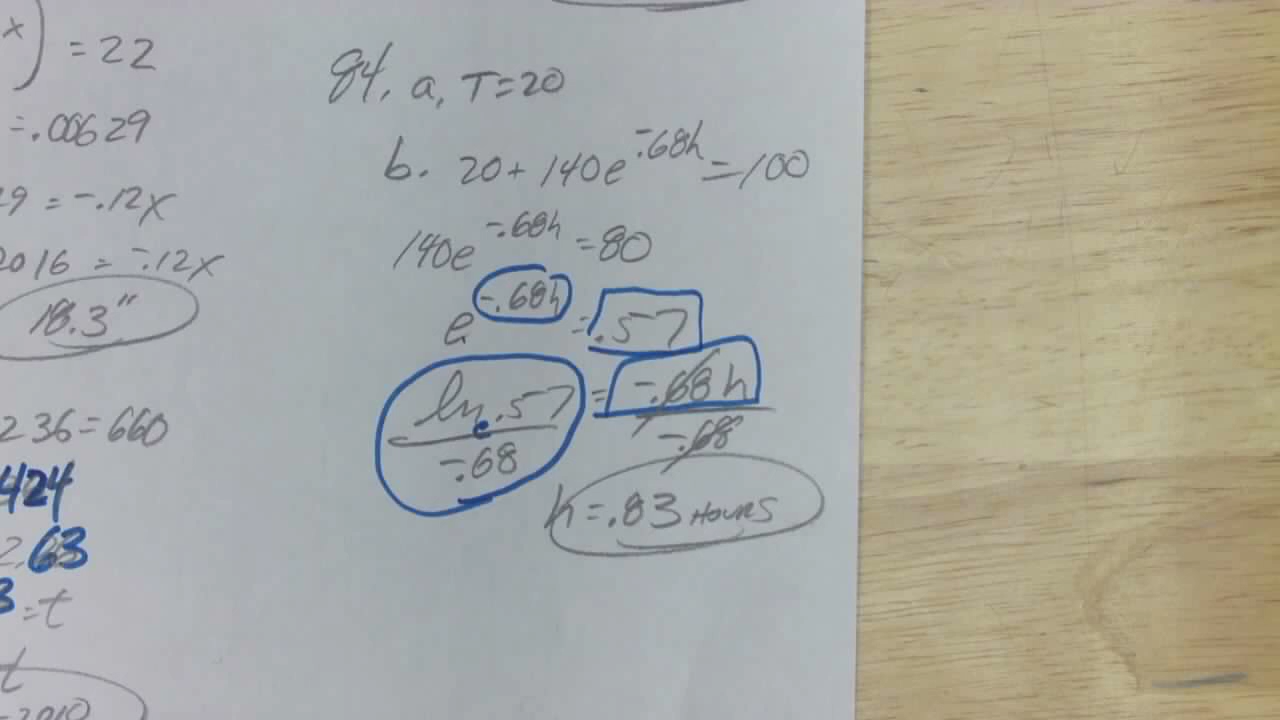 x) = 22
= .00629
29 = -.12x
2016 = -.12x
18.3"
236 = 660
424
2.63
3 = t
t
84. a. T = 20
b. 20 + 140e^-.68h = 100
140e^-.68h = 80
e^-.68h = .57
ln .57 / -.68 = -.68h / -.68
h = .83 HOURS